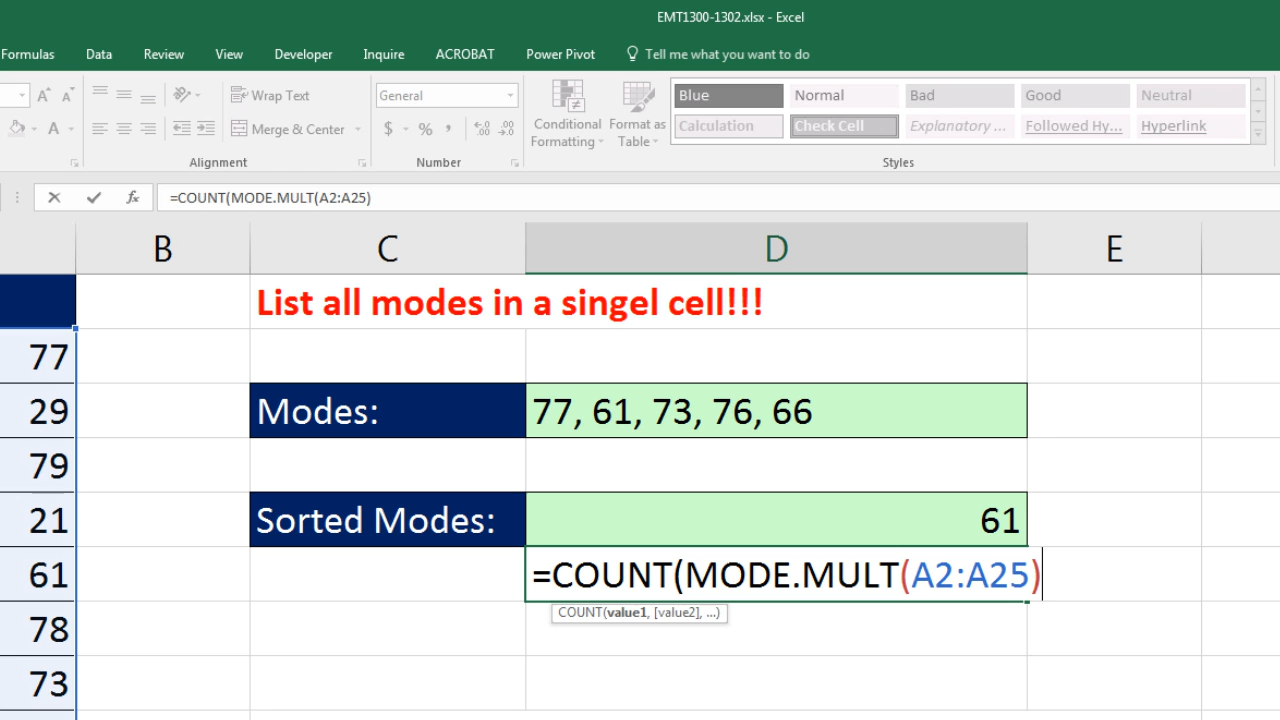 EMT1300-1302.xlsx - Excel
Formulas Data Review View Developer Inquire ACROBAT Power Pivot Tell me what you want to do
A A Wrap Text General Conditional Formatting Format as Table Blue Normal Bad Good Neutral
A Merge & Center $ % , .00 .00 Calculation Check Cell Explanatory ... Followed Hy... Hyperlink
Alignment Number Styles
fx =COUNT(MODE.MULT(A2:A25)
B C D E
List all modes in a singel cell!!!
77
29 Modes: 77, 61, 73, 76, 66
79
21 Sorted Modes: 61
61 =COUNT(MODE.MULT(A2:A25)
COUNT(value1, [value2], ...)
78
73